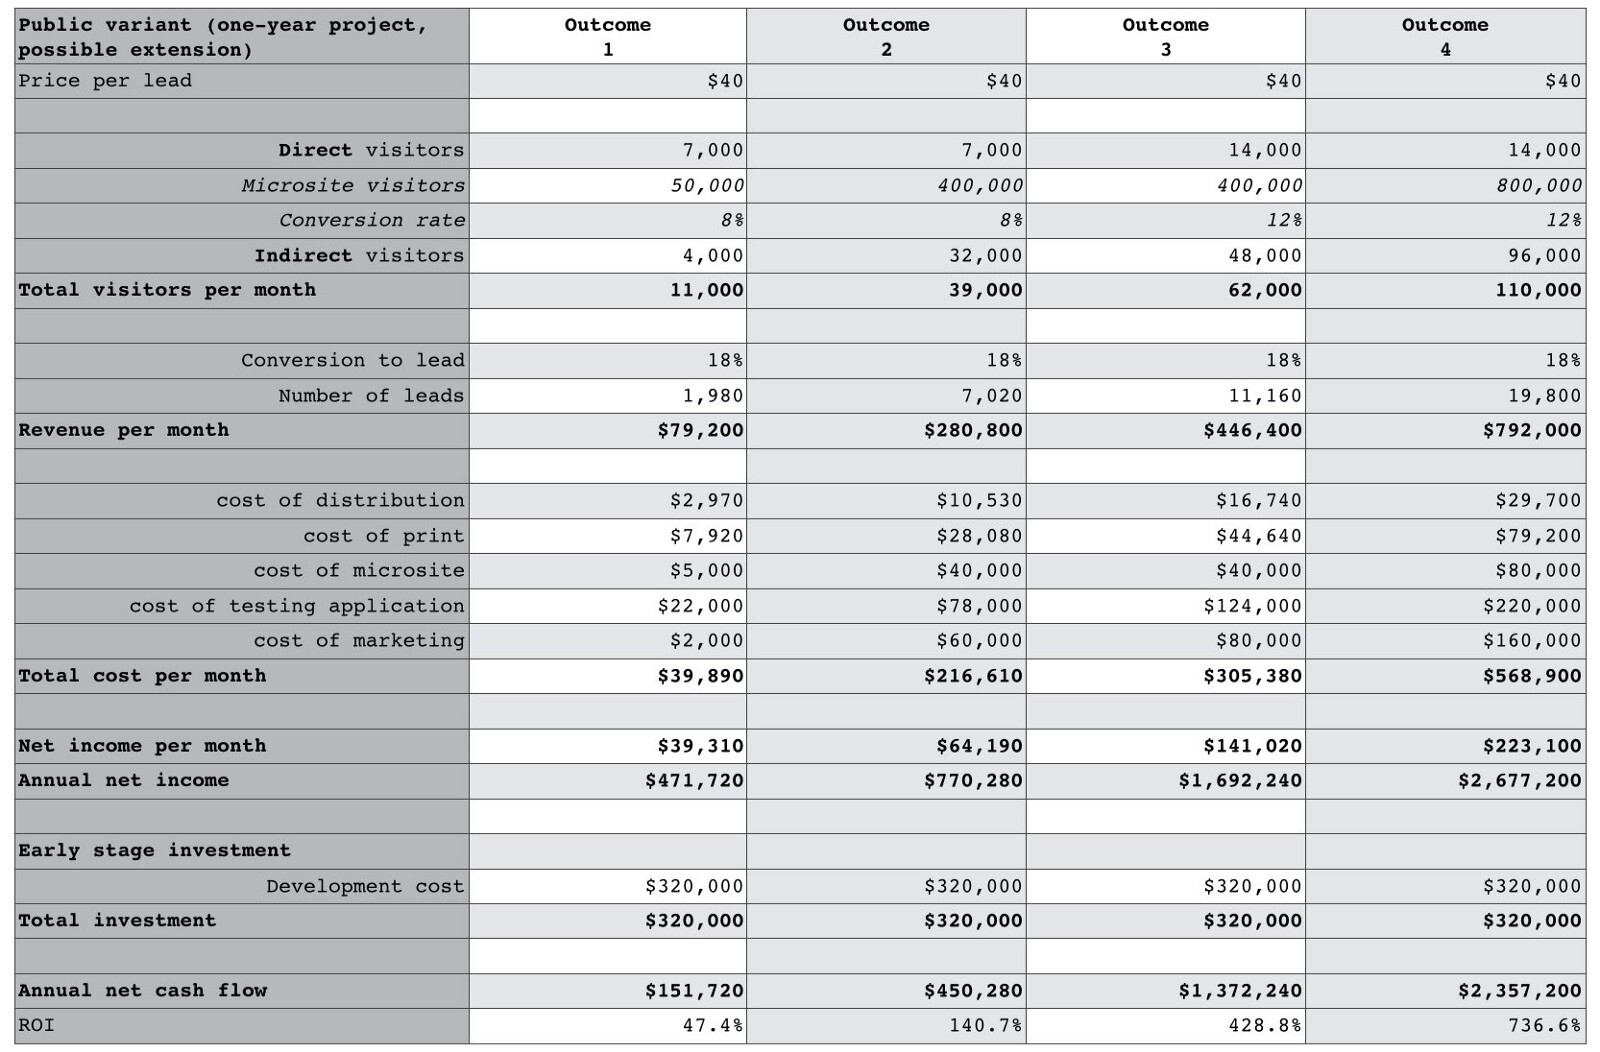 Public variant (one-year project, possible extension) Outcome 1 Outcome 2 Outcome 3 Outcome 4
Price per lead $40 $40 $40 $40
Direct visitors 7,000 7,000 14,000 14,000
Microsite visitors 50,000 400,000 400,000 800,000
Conversion rate 8% 8% 12% 12%
Indirect visitors 4,000 32,000 48,000 96,000
Total visitors per month 11,000 39,000 62,000 110,000
Conversion to lead 18% 18% 18% 18%
Number of leads 1,980 7,020 11,160 19,800
Revenue per month $79,200 $280,800 $446,400 $792,000
cost of distribution $2,970 $10,530 $16,740 $29,700
cost of print $7,920 $28,080 $44,640 $79,200
cost of microsite $5,000 $40,000 $40,000 $80,000
cost of testing application $22,000 $78,000 $124,000 $220,000
cost of marketing $2,000 $60,000 $80,000 $160,000
Total cost per month $39,890 $216,610 $305,380 $568,900
Net income per month $39,310 $64,190 $141,020 $223,100
Annual net income $471,720 $770,280 $1,692,240 $2,677,200
Early stage investment
Development cost $320,000 $320,000 $320,000 $320,000
Total investment $320,000 $320,000 $320,000 $320,000
Annual net cash flow $151,720 $450,280 $1,372,240 $2,357,200
ROI 47.4% 140.7% 428.8% 736.6%